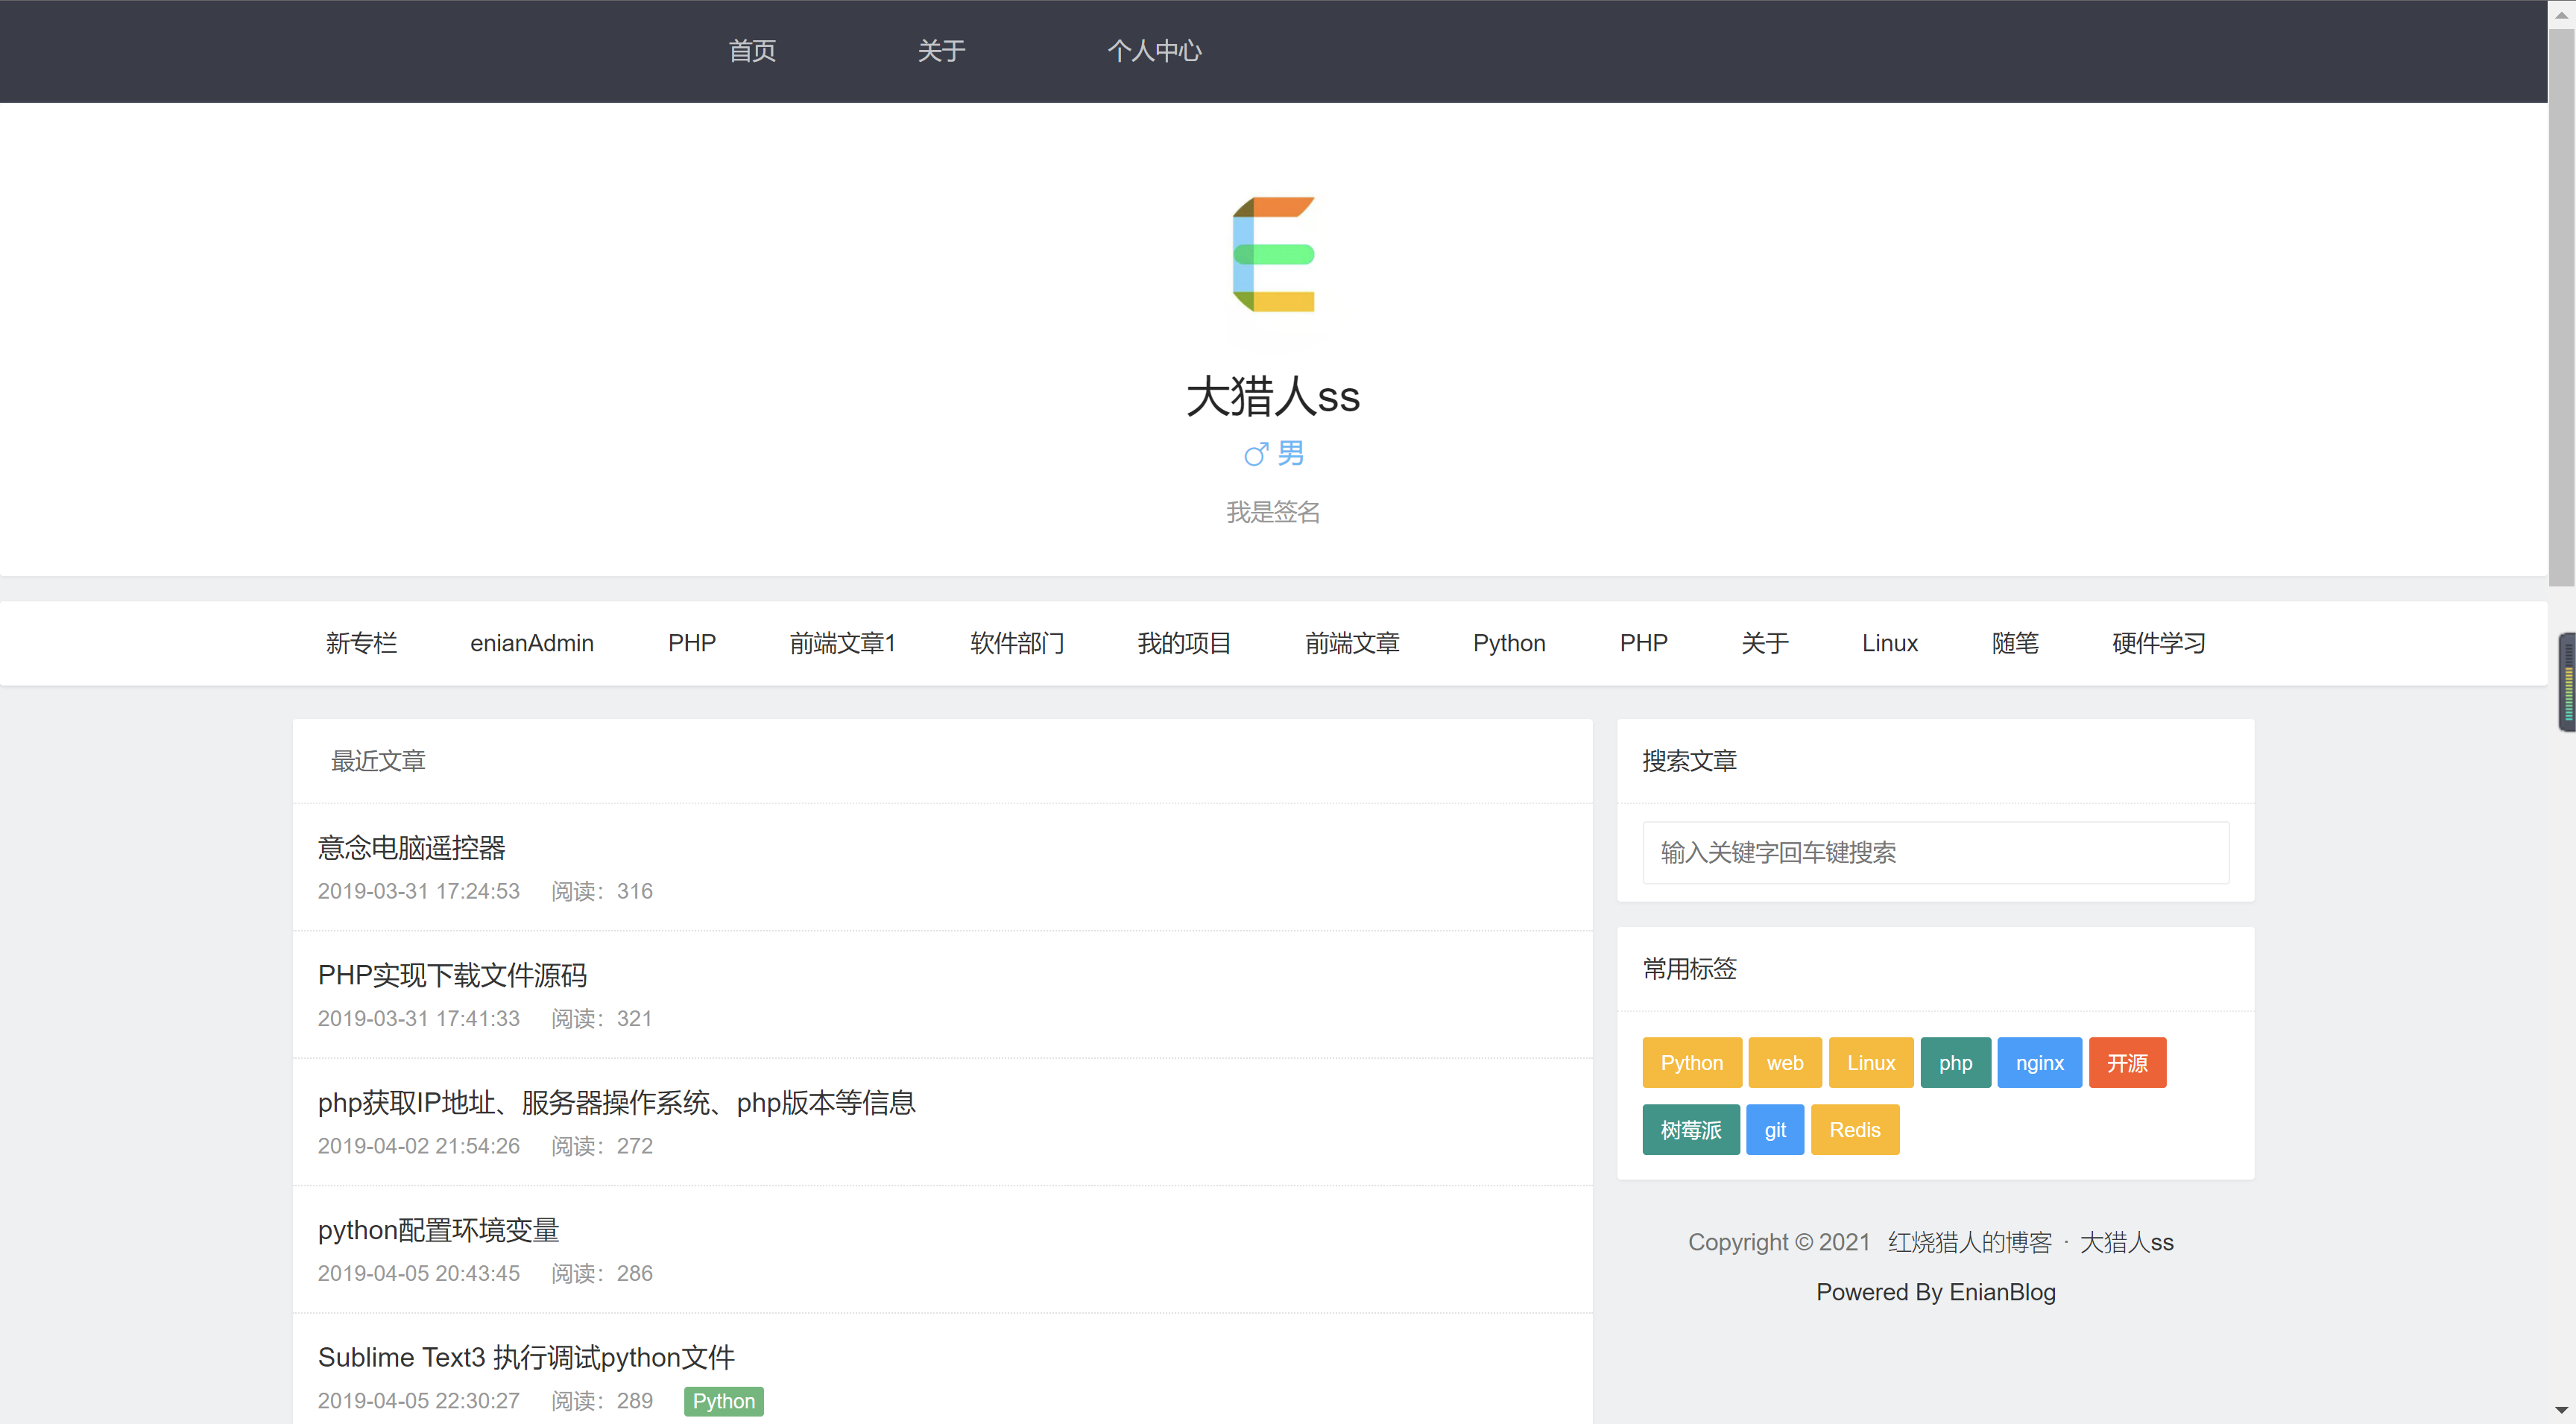 首页 关于 个人中心
大猎人ss
♂ 男
我是签名
新专栏 enianAdmin PHP 前端文章1 软件部门 我的项目 前端文章 Python PHP 关于 Linux 随笔 硬件学习
最近文章
意念电脑遥控器
2019-03-31 17:24:53 阅读：316
PHP实现下载文件源码
2019-03-31 17:41:33 阅读：321
php获取IP地址、服务器操作系统、php版本等信息
2019-04-02 21:54:26 阅读：272
python配置环境变量
2019-04-05 20:43:45 阅读：286
Sublime Text3 执行调试python文件
2019-04-05 22:30:27 阅读：289 Python
搜索文章
输入关键字回车键搜索
常用标签
Python web Linux php nginx 开源
树莓派 git Redis
Copyright © 2021 红烧猎人的博客 · 大猎人ss
Powered By EnianBlog